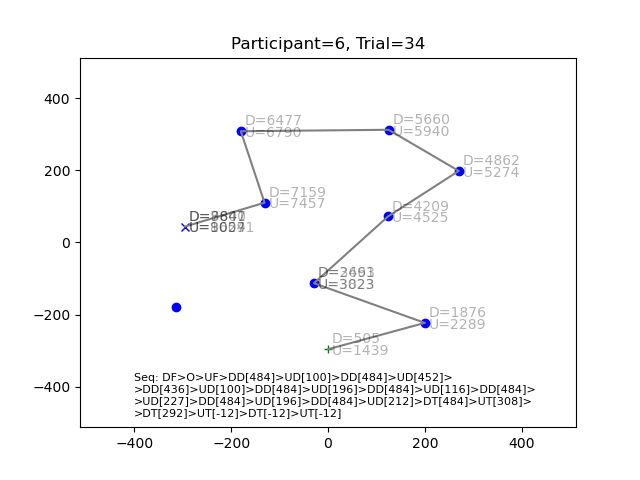 Participant=6, Trial=34
400
200
0
−200
−400
−400
−200
0
200
400
D=6477
U=6790
D=5660
U=5940
D=4862
U=5274
D=7159
U=7457
D=4209
U=4525
D=1876
U=2289
D=505
U=1439
Seq: DF>O>UF>DD[484]>UD[100]>DD[484]>UD[452]>
>DD[436]>UD[100]>DD[484]>UD[196]>DD[484]>UD[116]>DD[484]>
>UD[227]>DD[484]>UD[196]>DD[484]>UD[212]>DT[484]>UT[308]>
>DT[292]>UT[-12]>DT[-12]>UT[-12]